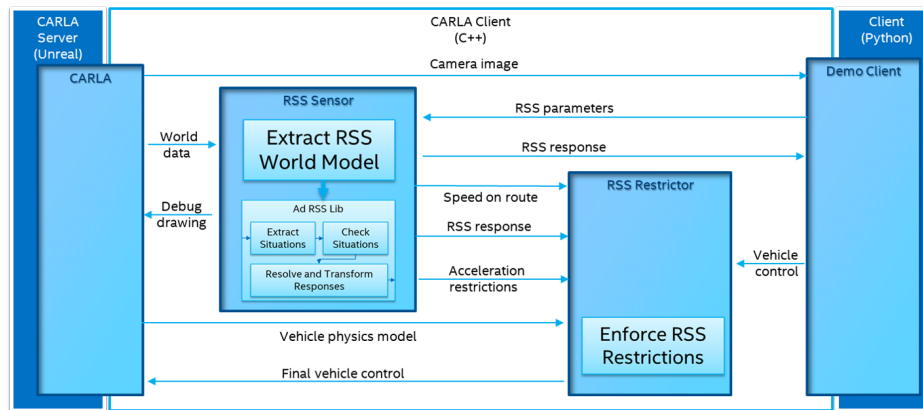 CARLA
Server
(Unreal)
CARLA Client
(C++)
Client
(Python)
CARLA
Camera image
Demo Client
RSS Sensor
RSS parameters
Extract RSS
World Model
World
data
RSS response
RSS Restrictor
Speed on route
Debug
drawing
Ad RSS Lib
Extract
Situations
Check
Situations
RSS response
Vehicle
control
Resolve and Transform
Responses
Acceleration
restrictions
Vehicle physics model
Enforce RSS
Restrictions
Final vehicle control